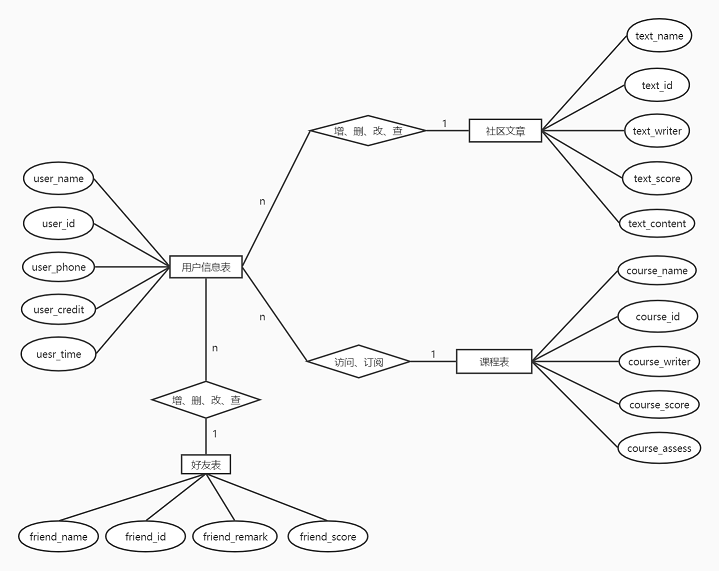 text_name
text_id
增、删、改、查
1
社区文章
text_writer
text_score
text_content
user_name
user_id
n
用户信息表
user_phone
user_credit
uesr_time
course_name
course_id
n
访问、订阅
1
课程表
course_writer
course_score
course_assess
n
增、删、改、查
1
好友表
friend_name
friend_id
friend_remark
friend_score